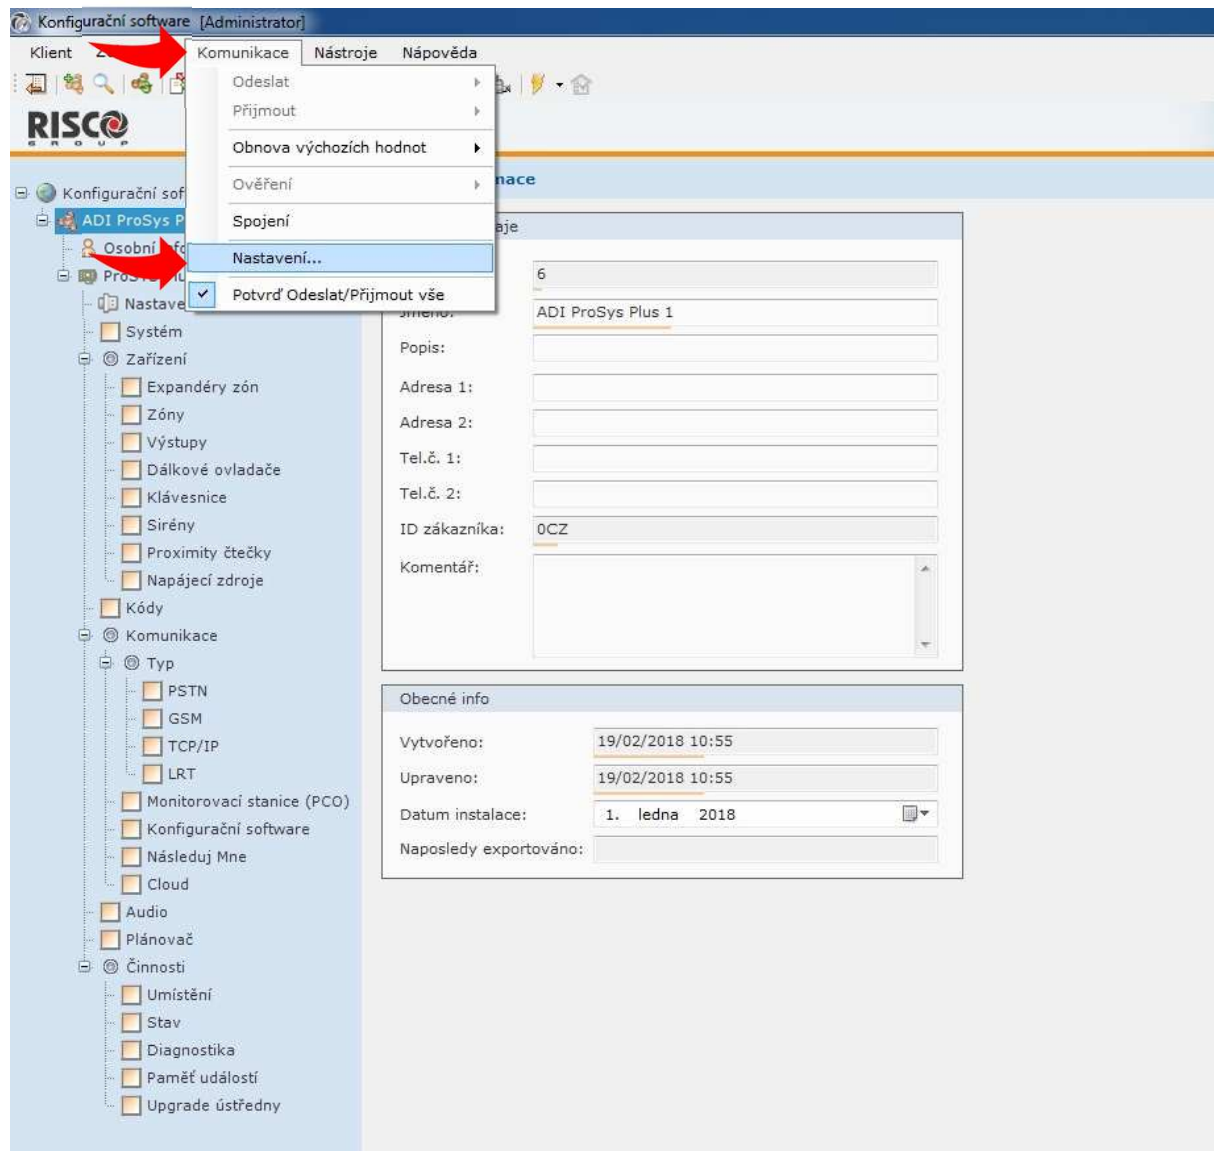 Konfigurační software [Administrator]
Klient Komunikace Nástroje Nápověda
Odeslat
Přijmout
Obnova výchozích hodnot
Ověření
Spojení
Nastavení...
Potvrď Odeslat/Přijmout vše
RISCO
GROUP
Konfigurační sof
ADI ProSys P
Osobní
Nastave
Systém
Zařízení
Expandéry zón
Zóny
Výstupy
Dálkové ovladače
Klávesnice
Sirény
Proximity čtečky
Napájecí zdroje
Kódy
Komunikace
Typ
PSTN
GSM
TCP/IP
LRT
Monitorovací stanice (PCO)
Konfigurační software
Následuj Mne
Cloud
Audio
Plánovač
Činnosti
Umístění
Stav
Diagnostika
Paměť událostí
Upgrade ústředny
mace
aje
6
Jméno: ADI ProSys Plus 1
Popis:
Adresa 1:
Adresa 2:
Tel.č. 1:
Tel.č. 2:
ID zákazníka: 0CZ
Komentář:
Obecné info
Vytvořeno: 19/02/2018 10:55
Upraveno: 19/02/2018 10:55
Datum instalace: 1. ledna 2018
Naposledy exportováno: